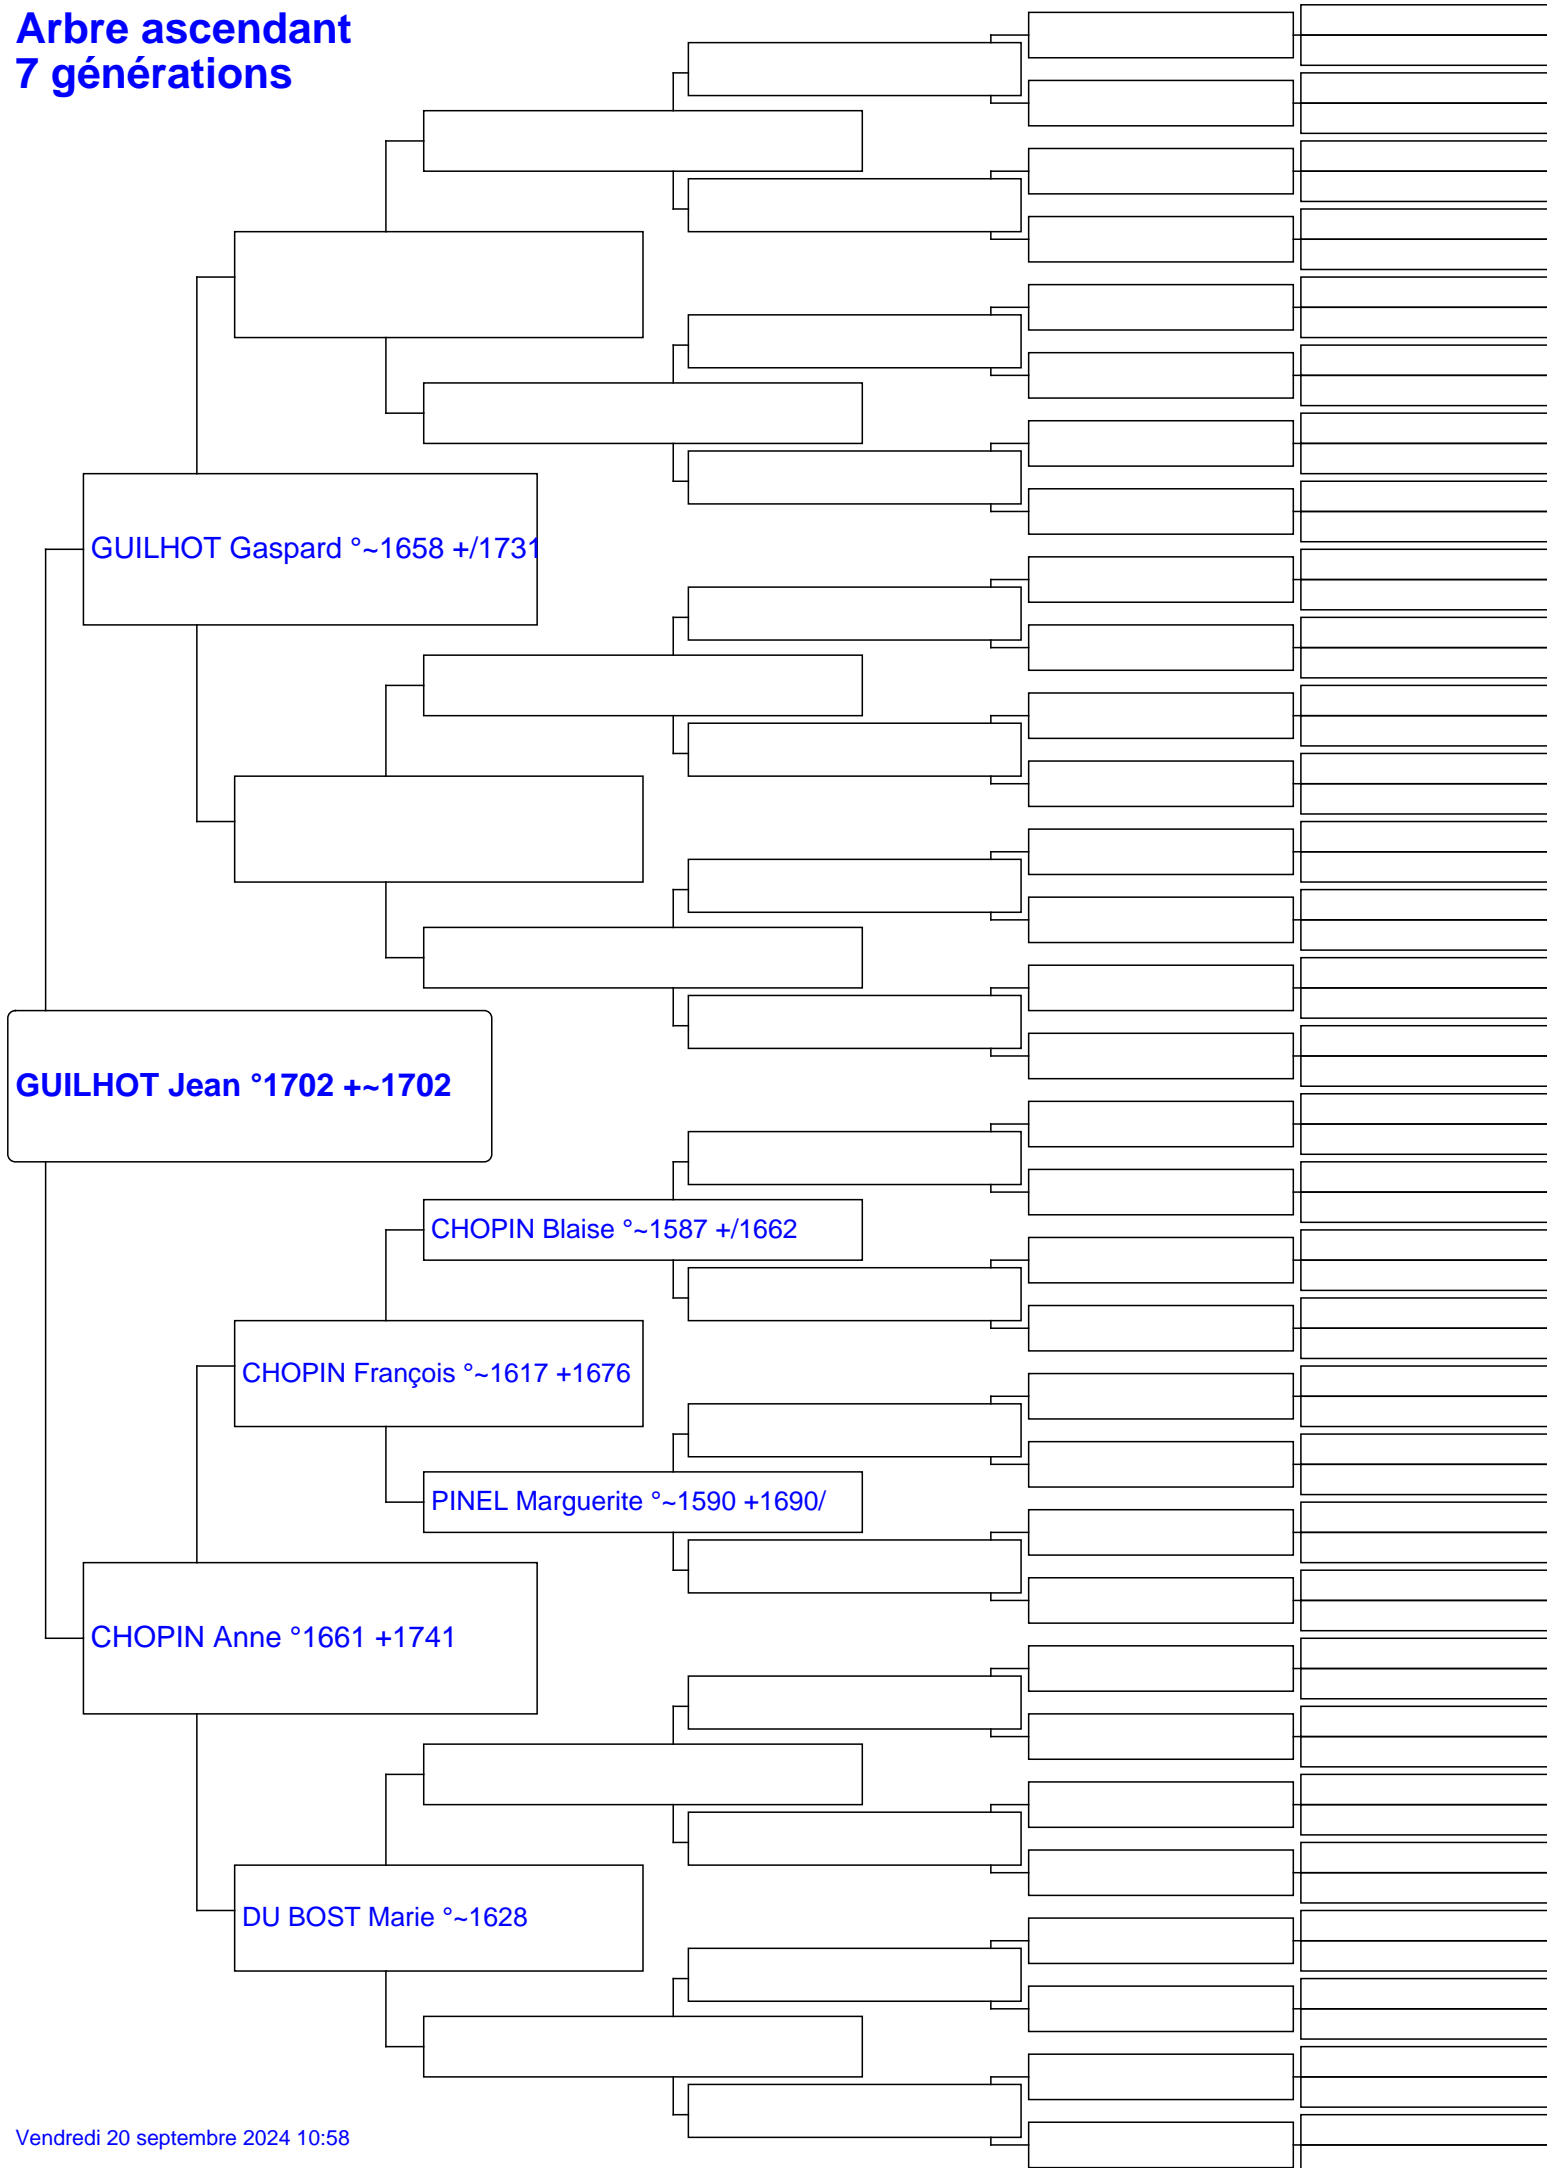 Arbre ascendant
7 générations
GUILHOT Gaspard °~1658 +/1731
GUILHOT Jean °1702 +~1702
CHOPIN Blaise °~1587 +/1662
CHOPIN François °~1617 +1676
PINEL Marguerite °~1590 +1690/
CHOPIN Anne °1661 +1741
DU BOST Marie °~1628
Vendredi 20 septembre 2024 10:58